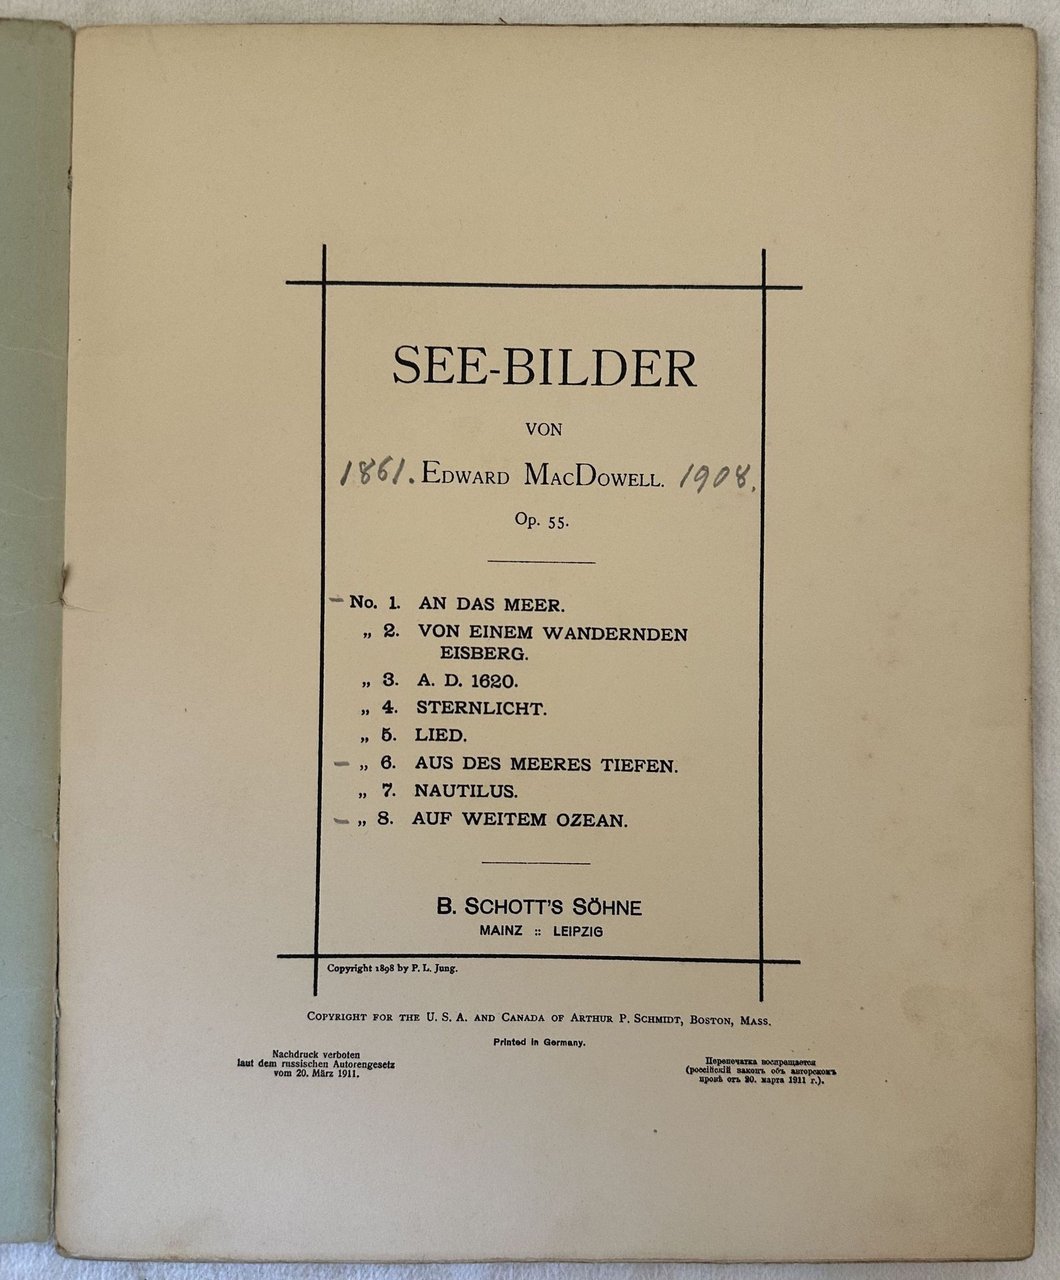 SEE-BILDER
VON
1861. EDWARD MACDOWELL. 1908.
Op. 55.
No. 1. AN DAS MEER.
„ 2. VON EINEM WANDERNDEN
EISBERG.
„ 3. A. D. 1620.
„ 4. STERNLICHT.
„ 5. LIED.
„ 6. AUS DES MEERES TIEFEN.
„ 7. NAUTILUS.
„ 8. AUF WEITEM OZEAN.
B. SCHOTT'S SÖHNE
MAINZ :: LEIPZIG
Copyright 1898 by P. L. Jung.
COPYRIGHT FOR THE U. S. A. AND CANADA OF ARTHUR P. SCHMIDT, BOSTON, MASS.
Printed in Germany.
Nachdruck verboten
laut dem russischen Autorengesetz
vom 20. März 1911.
Перепечатка воспрещается
(россійскій законъ объ авторскомъ
правѣ отъ 20. марта 1911 г.).